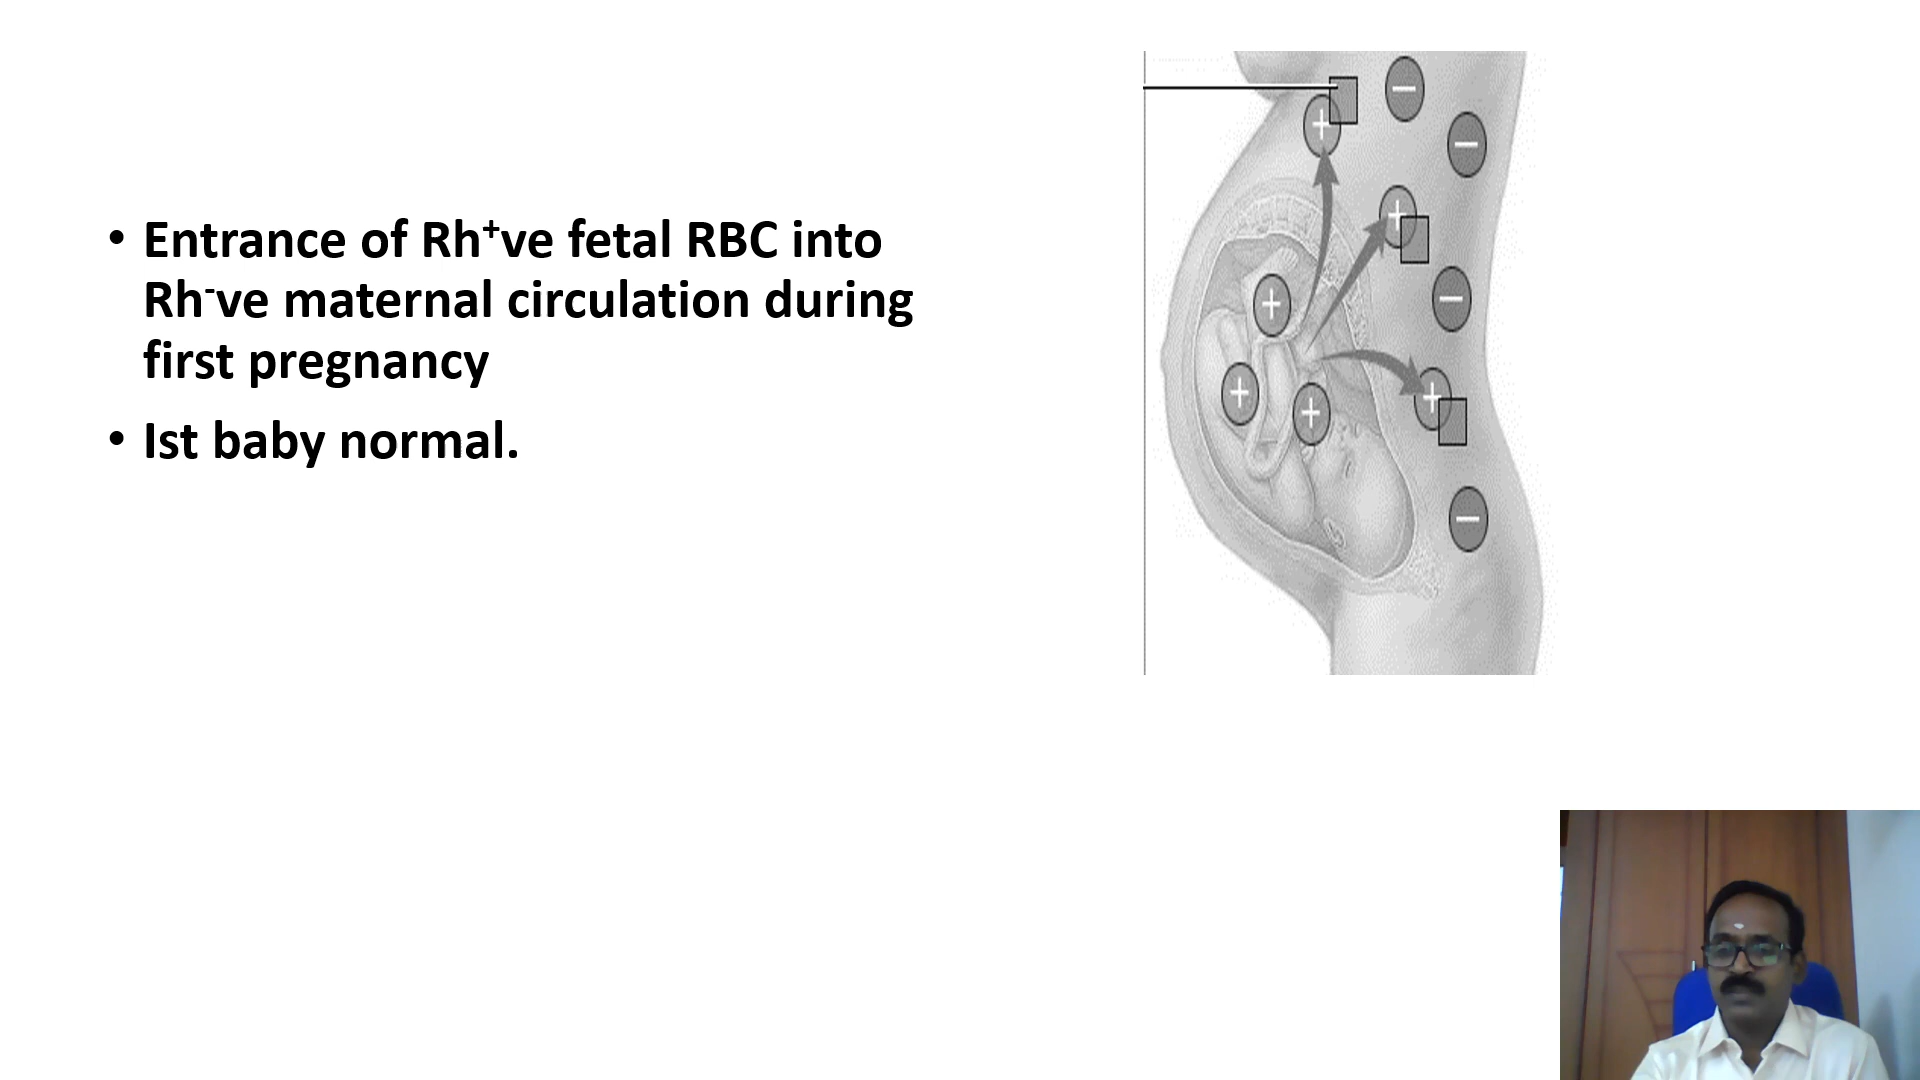 • Entrance of Rh⁺ve fetal RBC into
Rh⁻ve maternal circulation during
first pregnancy
• Ist baby normal.
+
−
−
+
+
−
+
+
+
−